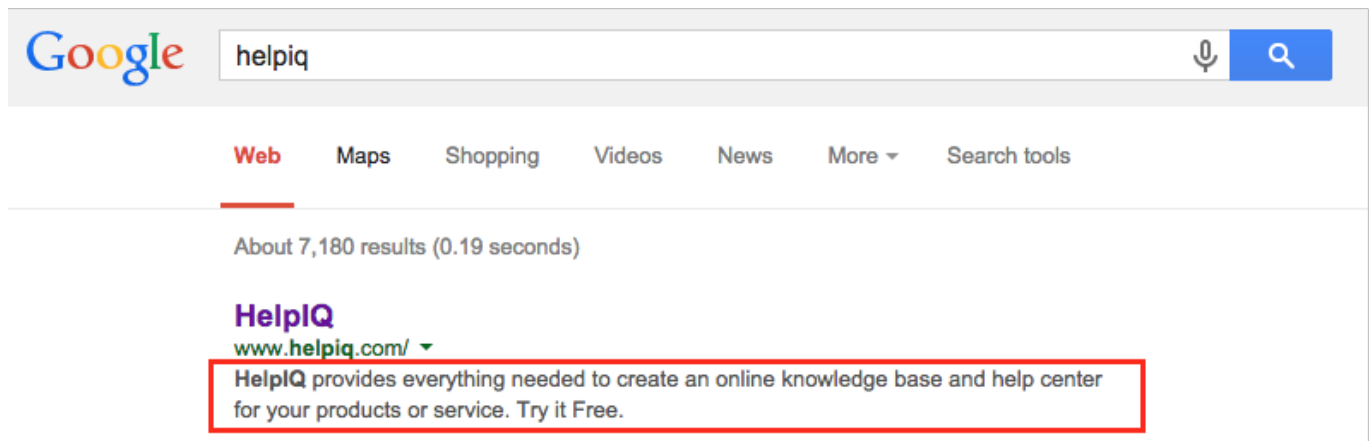 Google helpiq
Web Maps Shopping Videos News More Search tools
About 7,180 results (0.19 seconds)
HelpIQ
www.helpiq.com/
HelpIQ provides everything needed to create an online knowledge base and help center
for your products or service. Try it Free.